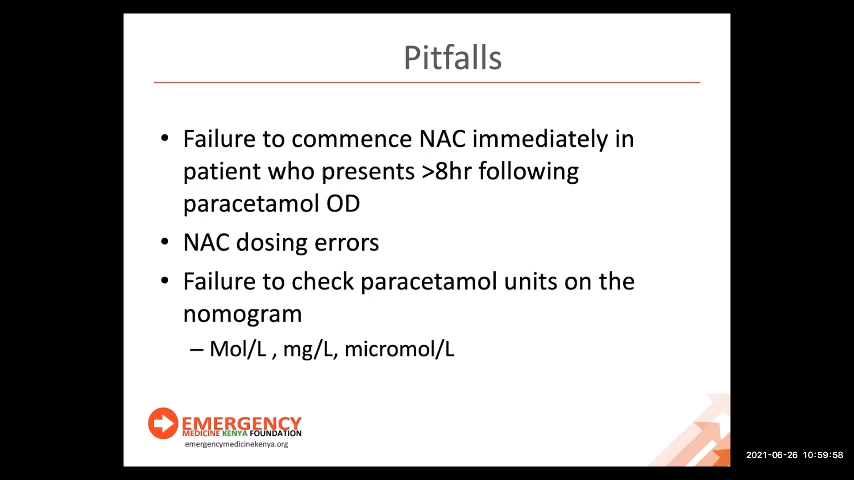 Pitfalls
• Failure to commence NAC immediately in
patient who presents >8hr following
paracetamol OD
• NAC dosing errors
• Failure to check paracetamol units on the
nomogram
– Mol/L , mg/L, micromol/L
EMERGENCY
MEDICINE KENYA FOUNDATION
emergencymedicinekenya.org
2021-06-26 10:59:58